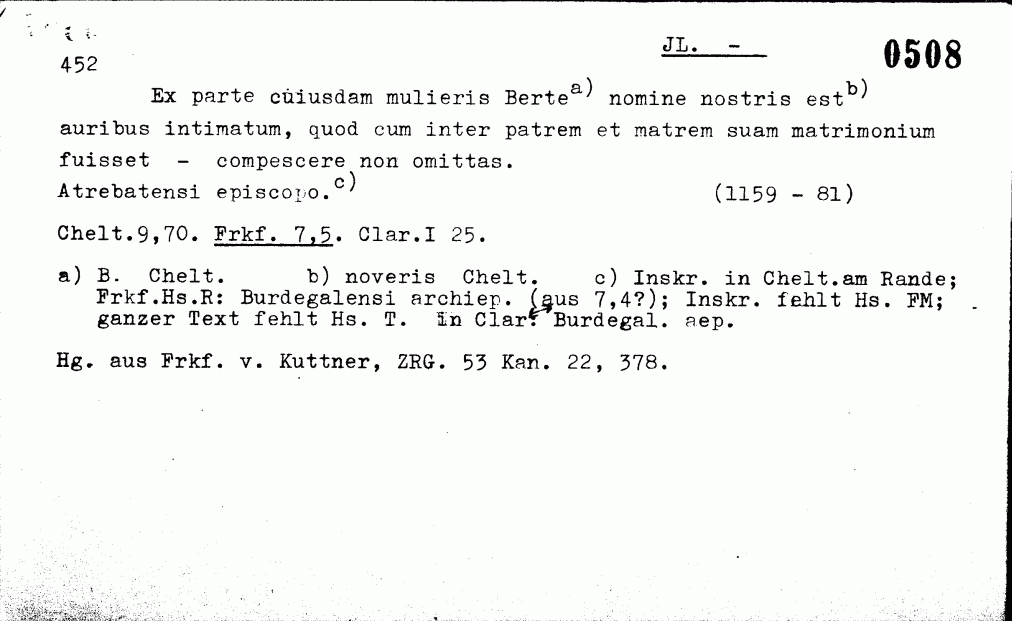 JL. -
0508
452
Ex parte cuiusdam mulieris Berte a) nomine nostris est b)
auribus intimatum, quod cum inter patrem et matrem suam matrimonium
fuisset - compescere non omittas.
Atrebatensi episcopo. c) (1159 - 81)
Chelt.9,70. Frkf. 7,5. Clar.I 25.
a) B. Chelt. b) noveris Chelt. c) Inskr. in Chelt.am Rande;
Frkf.Hs.R: Burdegalensi archiep. (aus 7,4?); Inskr. fehlt Hs. FM;
ganzer Text fehlt Hs. T. in Clar: Burdegal. aep.
Hg. aus Frkf. v. Kuttner, ZRG. 53 Kan. 22, 378.